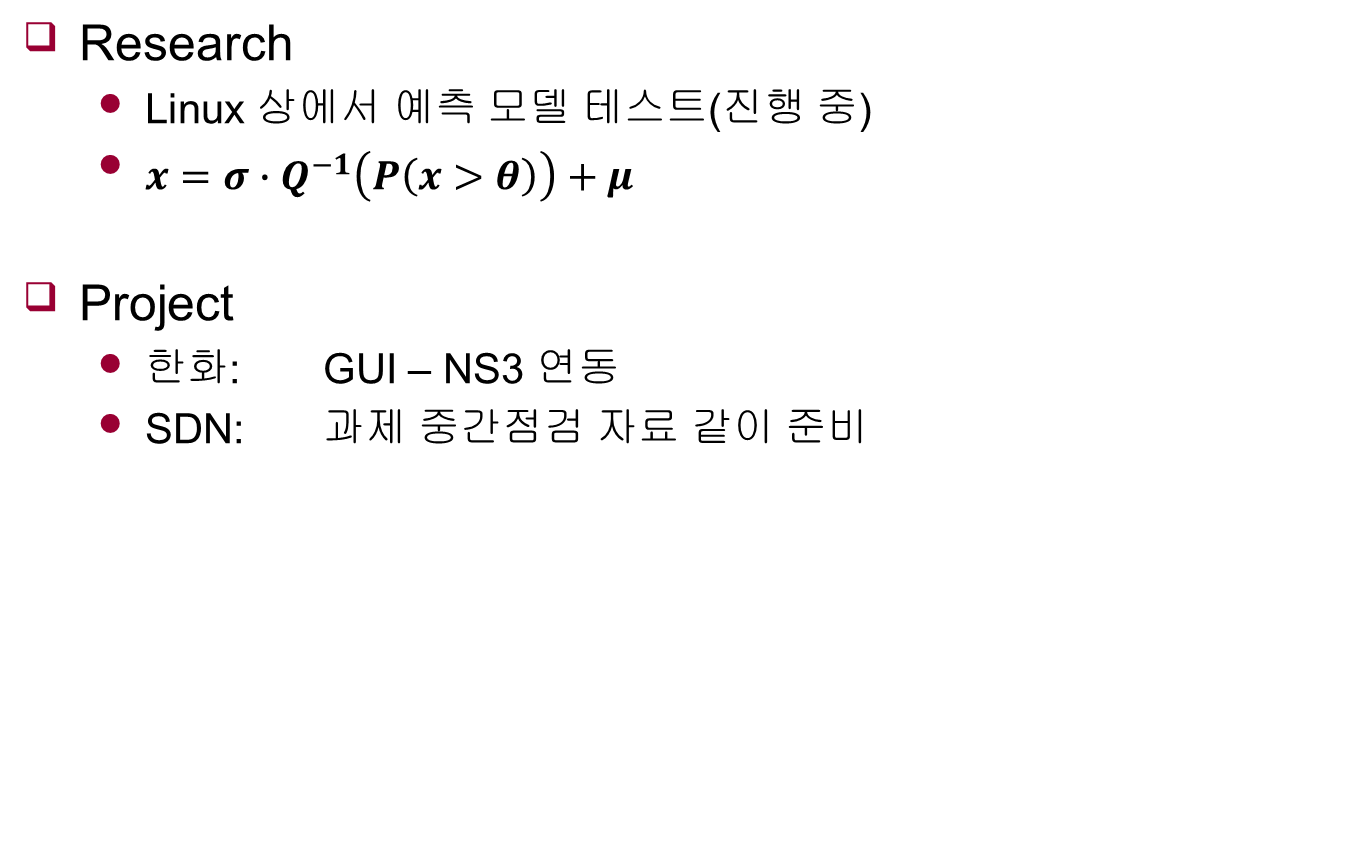 Research
Linux 상에서 예측 모델 테스트(진행 중)
x = σ · Q⁻¹(P(x > θ)) + μ
Project
한화: GUI – NS3 연동
SDN: 과제 중간점검 자료 같이 준비